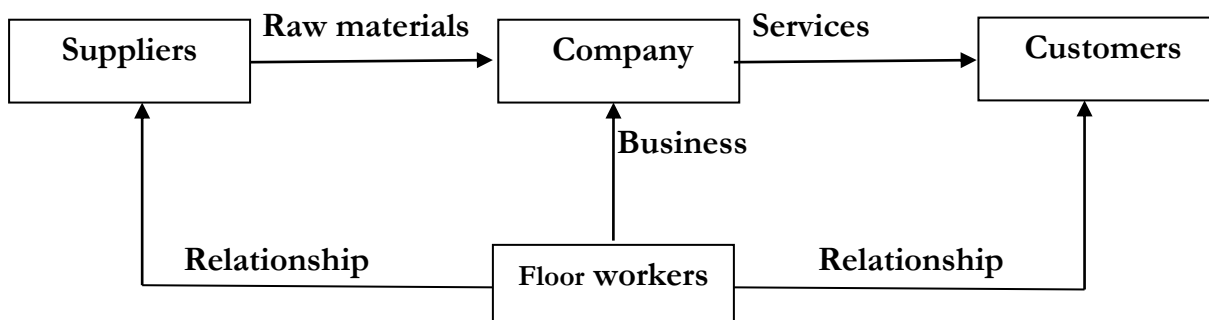 Raw materials
Services
Suppliers
Company
Customers
Business
Relationship
Relationship
Floor workers